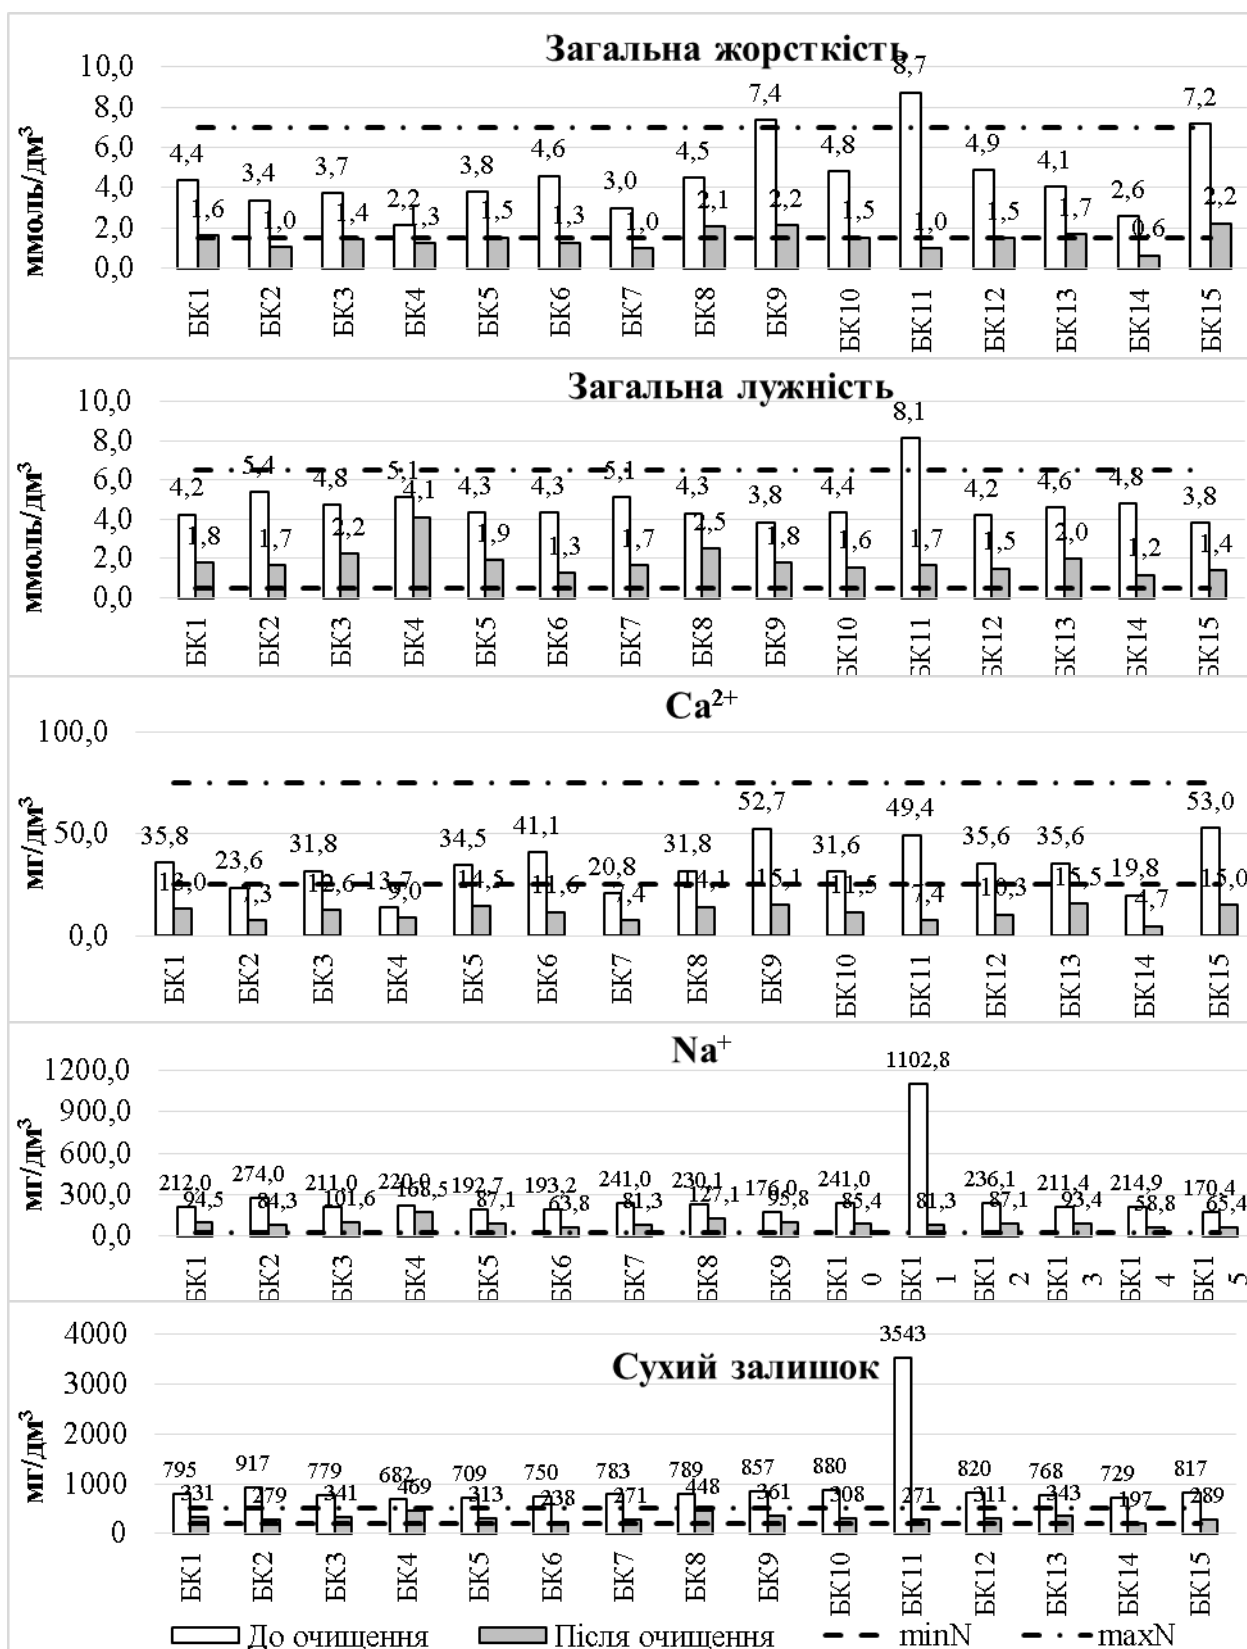 Загальна жорсткість
ммоль/дм³
10,0
8,0
6,0
4,0
2,0
0,0
4,4 3,4 3,7 2,2 3,8 4,6 3,0 4,5 7,4 4,8 8,7 4,9 4,1 2,6 7,2
1,6 1,0 1,4 1,3 1,5 1,3 1,0 2,1 2,2 1,5 1,0 1,5 1,7 0,6 2,2
БК1 БК2 БК3 БК4 БК5 БК6 БК7 БК8 БК9 БК10 БК11 БК12 БК13 БК14 БК15
Загальна лужність
ммоль/дм³
10,0
8,0
6,0
4,0
2,0
0,0
4,2 5,4 4,8 5,1 4,3 4,3 5,1 4,3 3,8 4,4 8,1 4,2 4,6 4,8 3,8
1,8 1,7 2,2 4,1 1,9 1,3 1,7 2,5 1,8 1,6 1,7 1,5 2,0 1,2 1,4
БК1 БК2 БК3 БК4 БК5 БК6 БК7 БК8 БК9 БК10 БК11 БК12 БК13 БК14 БК15
Ca²⁺
мг/дм³
100,0
50,0
0,0
35,8 23,6 31,8 13,7 34,5 41,1 20,8 31,8 52,7 31,6 49,4 35,6 35,6 19,8 53,0
13,0 7,3 12,6 9,0 14,5 11,6 7,4 14,1 15,1 11,5 7,4 10,3 15,5 4,7 15,0
БК1 БК2 БК3 БК4 БК5 БК6 БК7 БК8 БК9 БК10 БК11 БК12 БК13 БК14 БК15
Na⁺
мг/дм³
1200,0
900,0
600,0
300,0
0,0
212,0 274,0 211,0 220,0 192,7 193,2 241,0 230,1 176,0 241,0 1102,8 236,1 211,4 214,9 170,4
94,5 84,3 101,6 168,5 87,1 63,8 81,3 127,1 95,8 85,4 81,3 87,1 93,4 58,8 65,4
БК1 БК2 БК3 БК4 БК5 БК6 БК7 БК8 БК9 БК10 БК11 БК12 БК13 БК14 БК15
Сухий залишок
мг/дм³
4000
3000
2000
1000
0
795 917 779 682 709 750 783 789 857 880 3543 820 768 729 817
331 279 341 469 313 238 271 448 361 308 271 311 343 197 289
БК1 БК2 БК3 БК4 БК5 БК6 БК7 БК8 БК9 БК10 БК11 БК12 БК13 БК14 БК15
До очищення Після очищення minN maxN